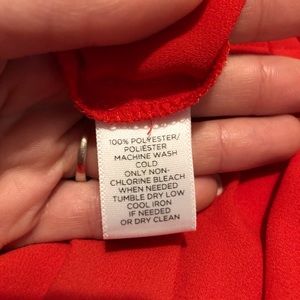 100% POLYESTER/
POLIESTER
MACHINE WASH
COLD
ONLY NON-
CHLORINE BLEACH
WHEN NEEDED
TUMBLE DRY LOW
COOL IRON
IF NEEDED
OR DRY CLEAN